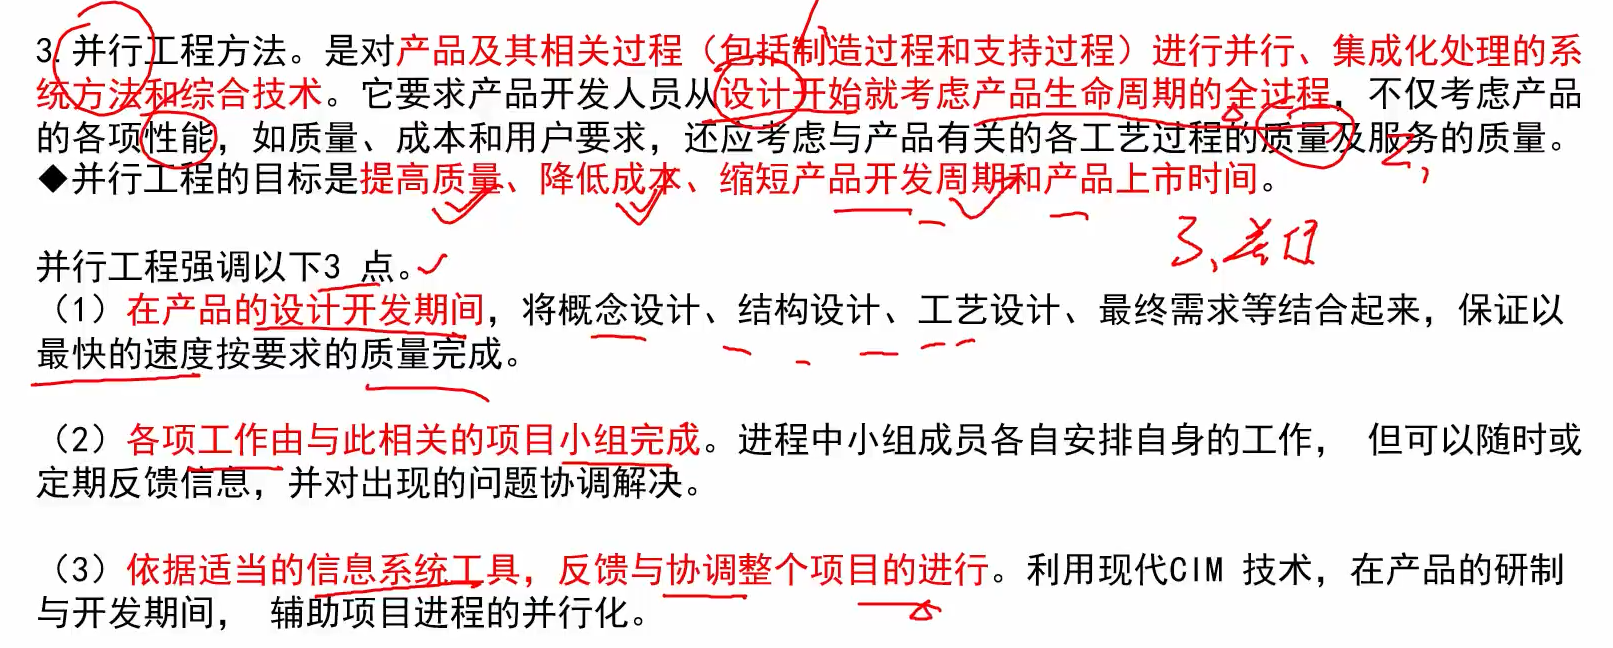 3.并行工程方法。是对产品及其相关过程（包括制造过程和支持过程）进行并行、集成化处理的系
统方法和综合技术。它要求产品开发人员从设计开始就考虑产品生命周期的全过程，不仅考虑产品
的各项性能，如质量、成本和用户要求，还应考虑与产品有关的各工艺过程的质量及服务的质量。
◆并行工程的目标是提高质量、降低成本、缩短产品开发周期和产品上市时间。
并行工程强调以下3 点。
（1）在产品的设计开发期间，将概念设计、结构设计、工艺设计、最终需求等结合起来，保证以
最快的速度按要求的质量完成。
（2）各项工作由与此相关的项目小组完成。进程中小组成员各自安排自身的工作， 但可以随时或
定期反馈信息，并对出现的问题协调解决。
（3）依据适当的信息系统工具，反馈与协调整个项目的进行。利用现代CIM 技术，在产品的研制
与开发期间， 辅助项目进程的并行化。